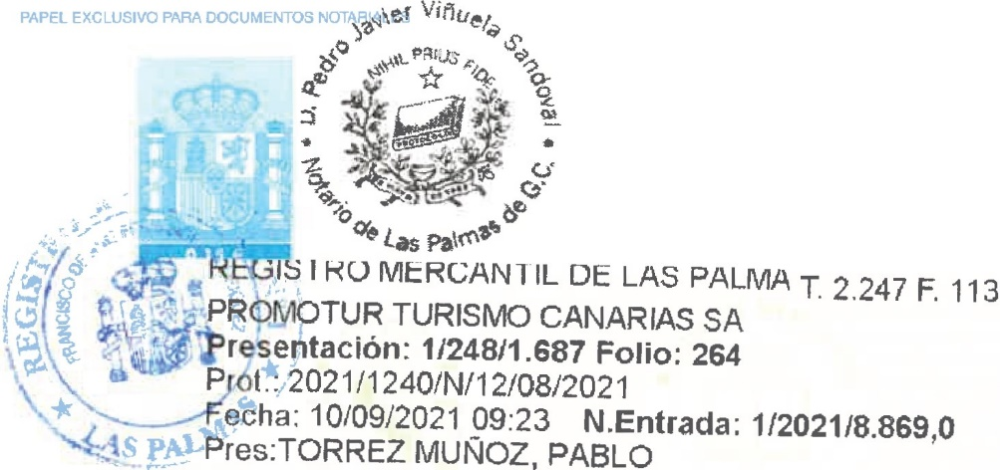 PAPEL EXCLUSIVO PARA DOCUMENTOS NOTARIALES
D. Pedro Javier Viñuela Sandoval
NIHIL PRIUS FIDE
Notario de Las Palmas de G.C.
REGISTRO MERCANTIL DE LAS PALMA T. 2.247 F. 113
PROMOTUR TURISMO CANARIAS SA
Presentación: 1/248/1.687 Folio: 264
Prot.: 2021/1240/N/12/08/2021
Fecha: 10/09/2021 09:23 N.Entrada: 1/2021/8.869,0
Pres:TORREZ MUÑOZ, PABLO
FRANCISCO DE
LAS PALMAS